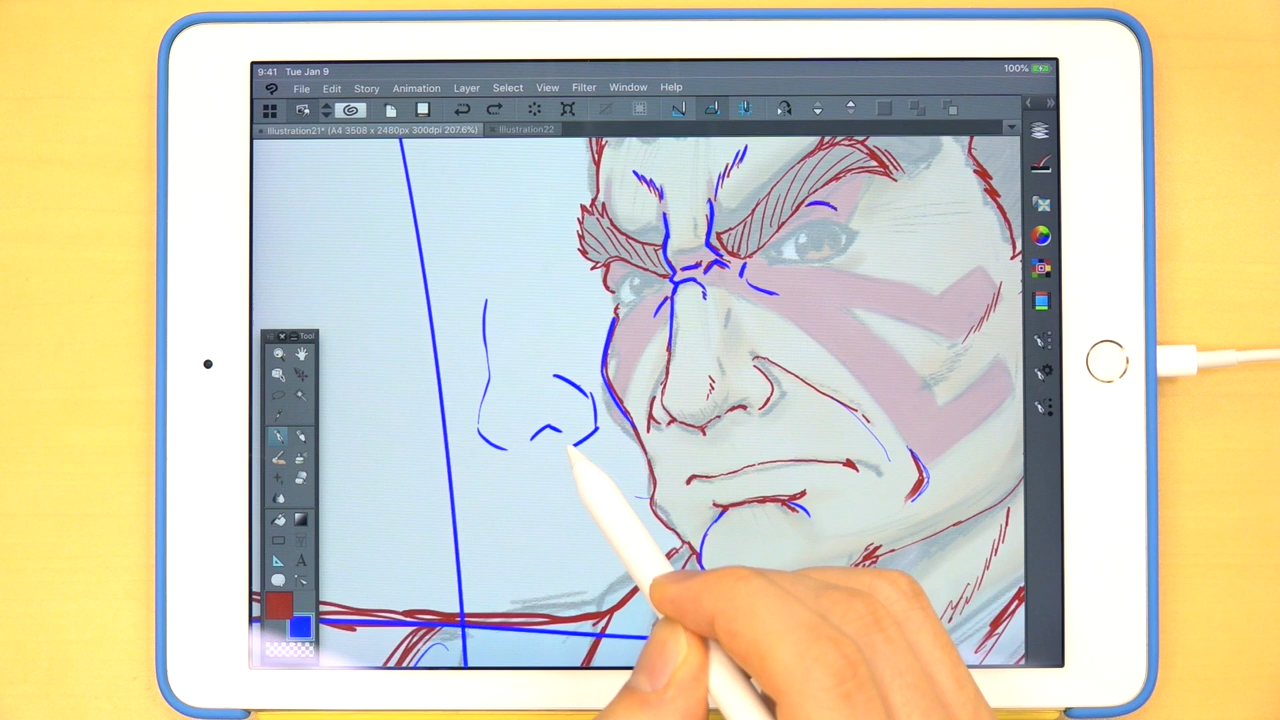 9:41 Tue Jan 9 100%
File Edit Story Animation Layer Select View Filter Window Help
Illustration21* (A4 3508 x 2480px 300dpi 207.6%) Illustration22
Tool
A